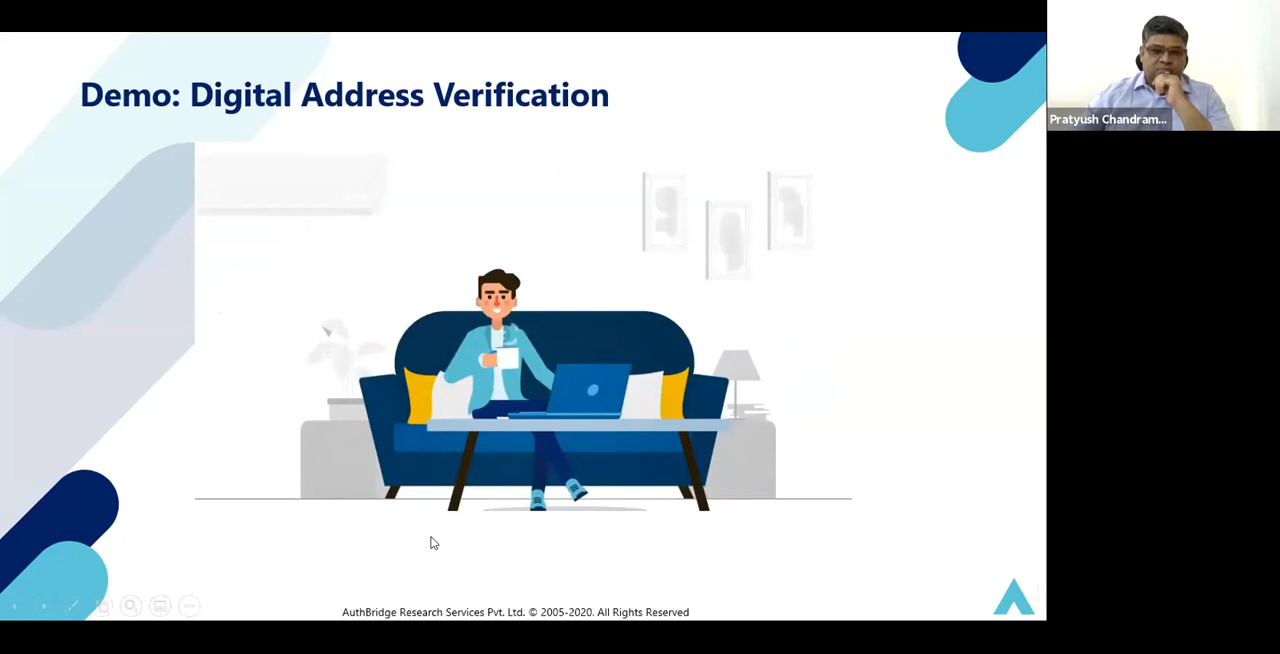 Demo: Digital Address Verification
Pratyush Chandram...
AuthBridge Research Services Pvt. Ltd. © 2005-2020. All Rights Reserved